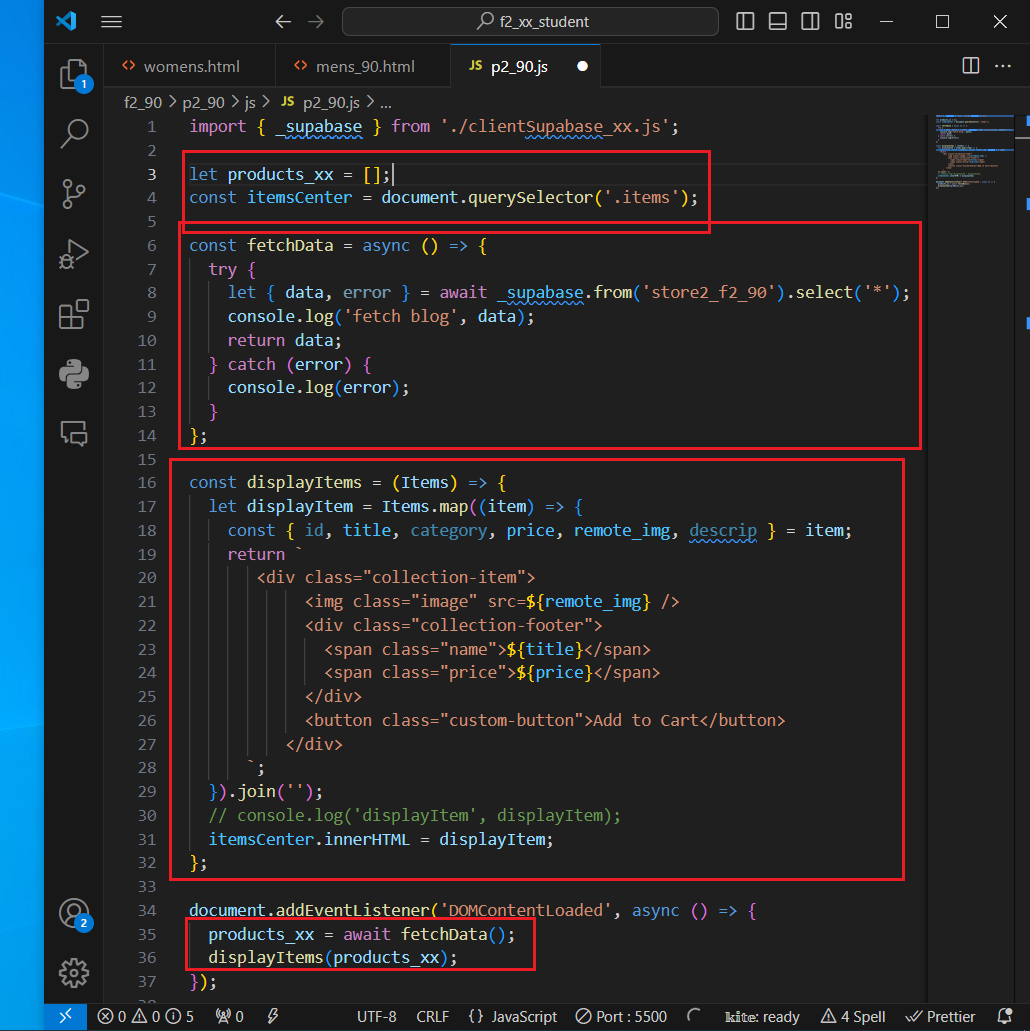 f2_xx_student
womens.html
mens_90.html
JS p2_90.js
1
f2_90 > p2_90 > js > JS p2_90.js > ...
1 import { _supabase } from './clientSupabase_xx.js';
2
3 let products_xx = [];
4 const itemsCenter = document.querySelector('.items');
5
6 const fetchData = async () => {
7 try {
8 let { data, error } = await _supabase.from('store2_f2_90').select('*');
9 console.log('fetch blog', data);
10 return data;
11 } catch (error) {
12 console.log(error);
13 }
14 };
15
16 const displayItems = (Items) => {
17 let displayItem = Items.map((item) => {
18 const { id, title, category, price, remote_img, descrip } = item;
19 return `
20 <div class="collection-item">
21 <img class="image" src=${remote_img} />
22 <div class="collection-footer">
23 <span class="name">${title}</span>
24 <span class="price">${price}</span>
25 </div>
26 <button class="custom-button">Add to Cart</button>
27 </div>
28 `;
29 }).join('');
30 // console.log('displayItem', displayItem);
31 itemsCenter.innerHTML = displayItem;
32 };
33
34 document.addEventListener('DOMContentLoaded', async () => {
35 products_xx = await fetchData();
36 displayItems(products_xx);
37 });
2
0 0 5 0 UTF-8 CRLF {} JavaScript Port : 5500 kite: ready 4 Spell Prettier